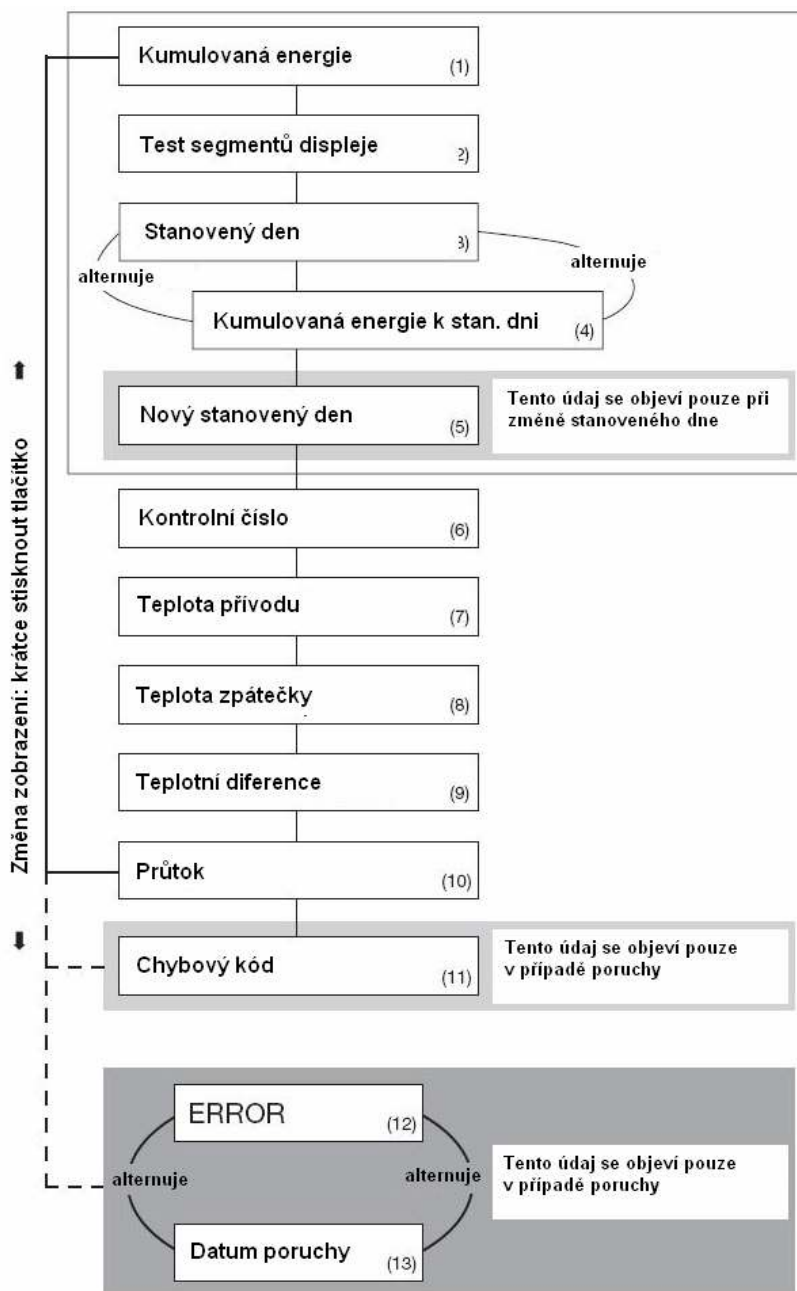 Kumulovaná energie
(1)
Test segmentů displeje
2)
Stanovený den
3)
alternuje
alternuje
Kumulovaná energie k stan. dni
(4)
Nový stanovený den
(5)
Tento údaj se objeví pouze při
změně stanoveného dne
Kontrolní číslo
(6)
Teplota přívodu
(7)
Teplota zpátečky
(8)
Teplotní diference
(9)
Průtok
(10)
Chybový kód
(11)
Tento údaj se objeví pouze
v případě poruchy
ERROR
(12)
alternuje
alternuje
Tento údaj se objeví pouze
v případě poruchy
Datum poruchy
(13)
Změna zobrazení: krátce stisknout tlačítko